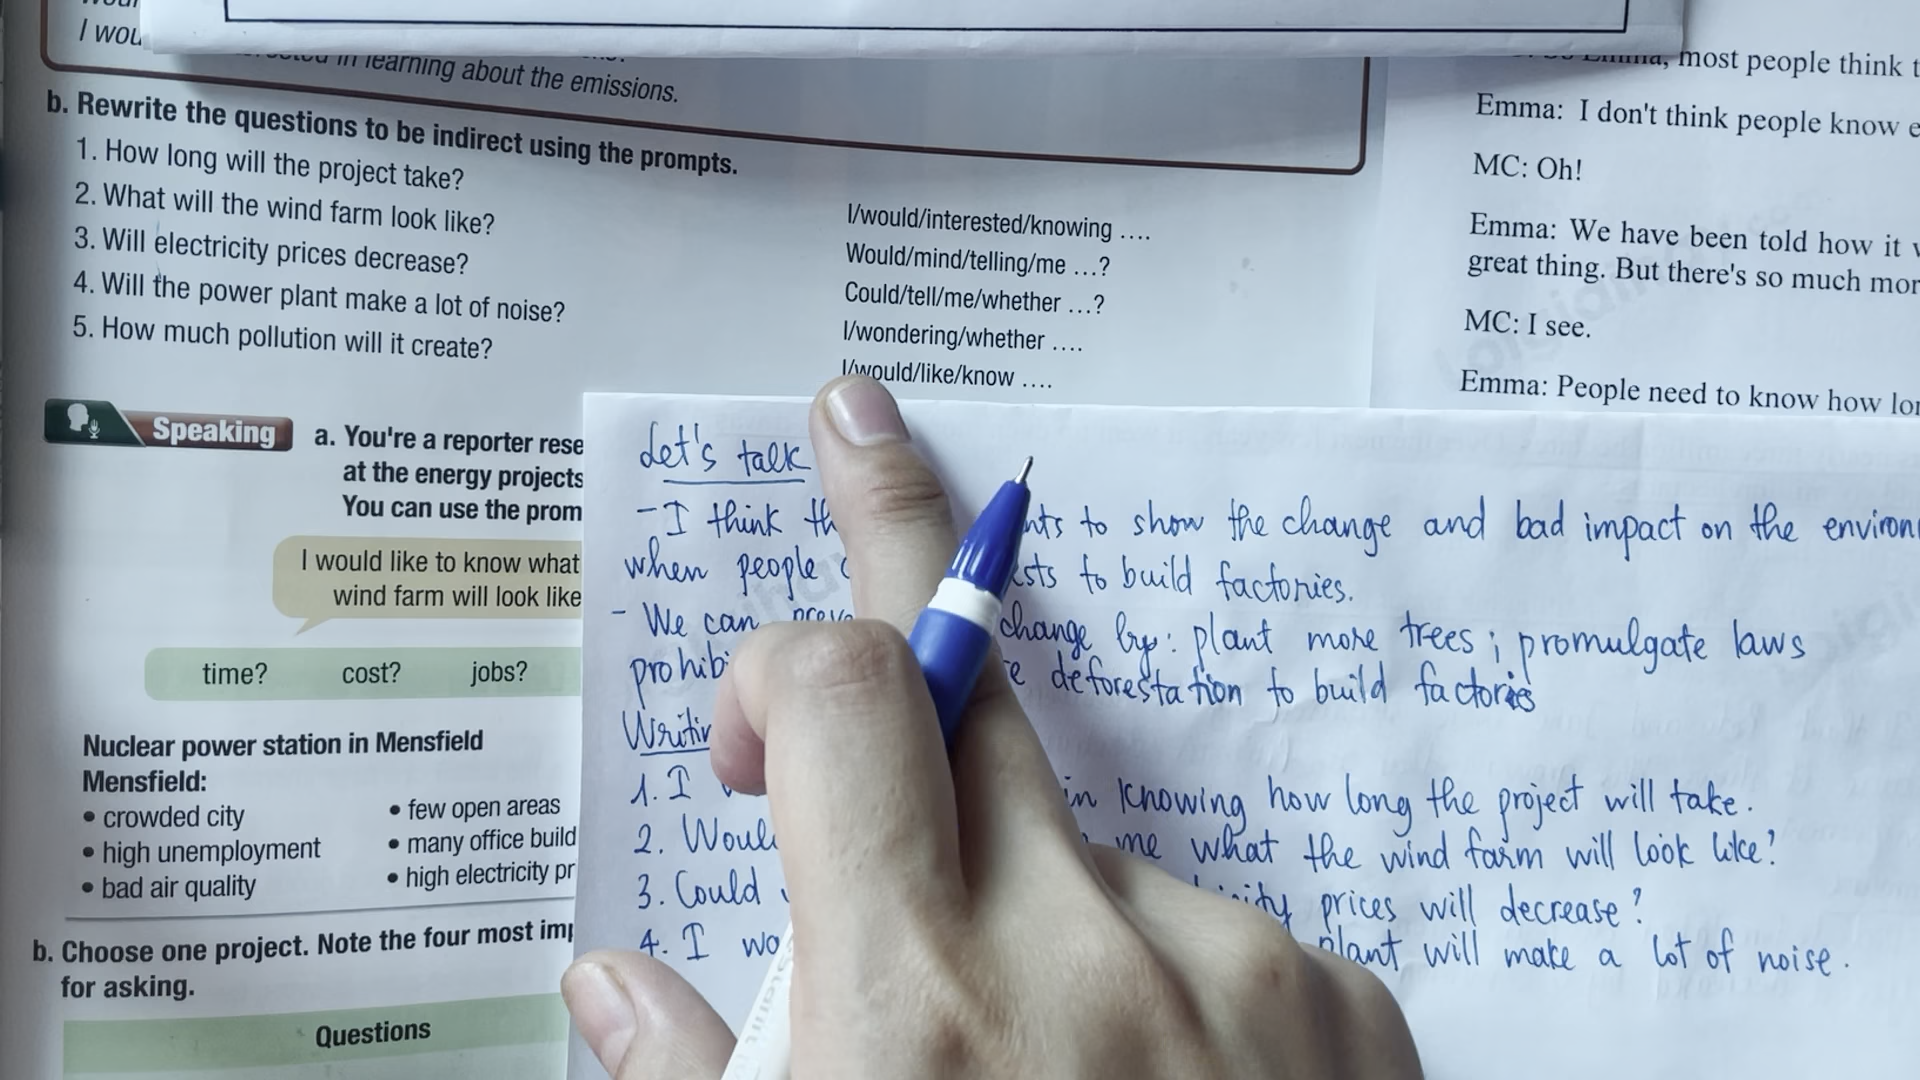 I wou
in learning about the emissions.
b. Rewrite the questions to be indirect using the prompts.
1. How long will the project take?
2. What will the wind farm look like?
3. Will electricity prices decrease?
4. Will the power plant make a lot of noise?
5. How much pollution will it create?
I/would/interested/knowing ....
Would/mind/telling/me ...?
Could/tell/me/whether ...?
I/wondering/whether ....
I/would/like/know ....
Speaking
a. You're a reporter rese
at the energy projects
You can use the prom
I would like to know what
wind farm will look like
time? cost? jobs?
Nuclear power station in Mensfield
Mensfield:
• crowded city
• high unemployment
• bad air quality
• few open areas
• many office build
• high electricity pr
b. Choose one project. Note the four most imp
for asking.
Questions
Emma, most people think t
Emma: I don't think people know e
MC: Oh!
Emma: We have been told how it
great thing. But there's so much mor
MC: I see.
Emma: People need to know how lon
Let's talk
- I think th nts to show the change and bad impact on the environ
when people sts to build factories.
- We can change by: plant more trees; promulgate laws
prohibi deforestation to build factories
Writin
1. I in knowing how long the project will take.
2. Would me what the wind farm will look like?
3. Could prices will decrease?
4. I wo plant will make a lot of noise.